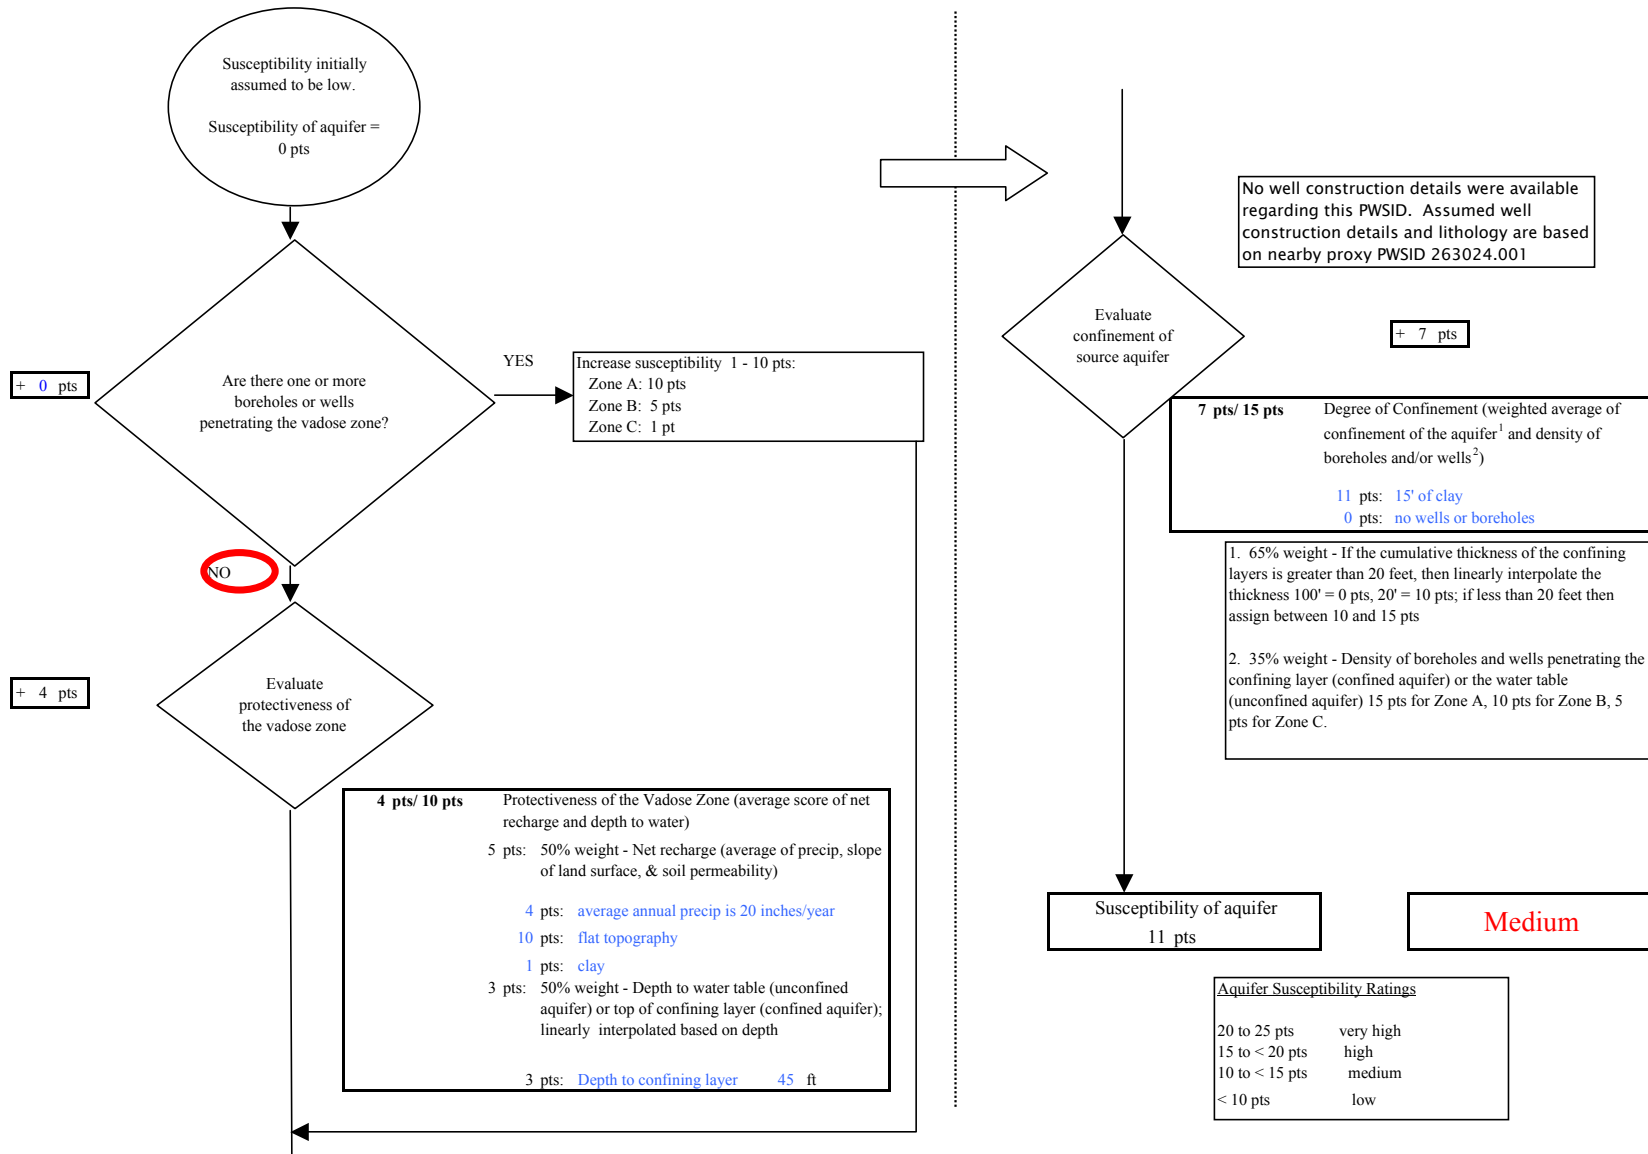 Susceptibility initially
assumed to be low.
Susceptibility of aquifer =
0 pts
+ 0 pts
Are there one or more
boreholes or wells
penetrating the vadose zone?
YES
Increase susceptibility 1 - 10 pts:
Zone A: 10 pts
Zone B: 5 pts
Zone C: 1 pt
NO
+ 4 pts
Evaluate
protectiveness of
the vadose zone
4 pts/ 10 pts Protectiveness of the Vadose Zone (average score of net
recharge and depth to water)
5 pts: 50% weight - Net recharge (average of precip, slope
of land surface, & soil permeability)
4 pts: average annual precip is 20 inches/year
10 pts: flat topography
1 pts: clay
3 pts: 50% weight - Depth to water table (unconfined
aquifer) or top of confining layer (confined aquifer);
linearly interpolated based on depth
3 pts: Depth to confining layer 45 ft
No well construction details were available
regarding this PWSID. Assumed well
construction details and lithology are based
on nearby proxy PWSID 263024.001
Evaluate
confinement of
source aquifer
+ 7 pts
7 pts/ 15 pts Degree of Confinement (weighted average of
confinement of the aquifer1 and density of
boreholes and/or wells2)
11 pts: 15' of clay
0 pts: no wells or boreholes
1. 65% weight - If the cumulative thickness of the confining
layers is greater than 20 feet, then linearly interpolate the
thickness 100' = 0 pts, 20' = 10 pts; if less than 20 feet then
assign between 10 and 15 pts
2. 35% weight - Density of boreholes and wells penetrating the
confining layer (confined aquifer) or the water table
(unconfined aquifer) 15 pts for Zone A, 10 pts for Zone B, 5
pts for Zone C.
Susceptibility of aquifer
11 pts
Medium
Aquifer Susceptibility Ratings
20 to 25 pts very high
15 to < 20 pts high
10 to < 15 pts medium
< 10 pts low